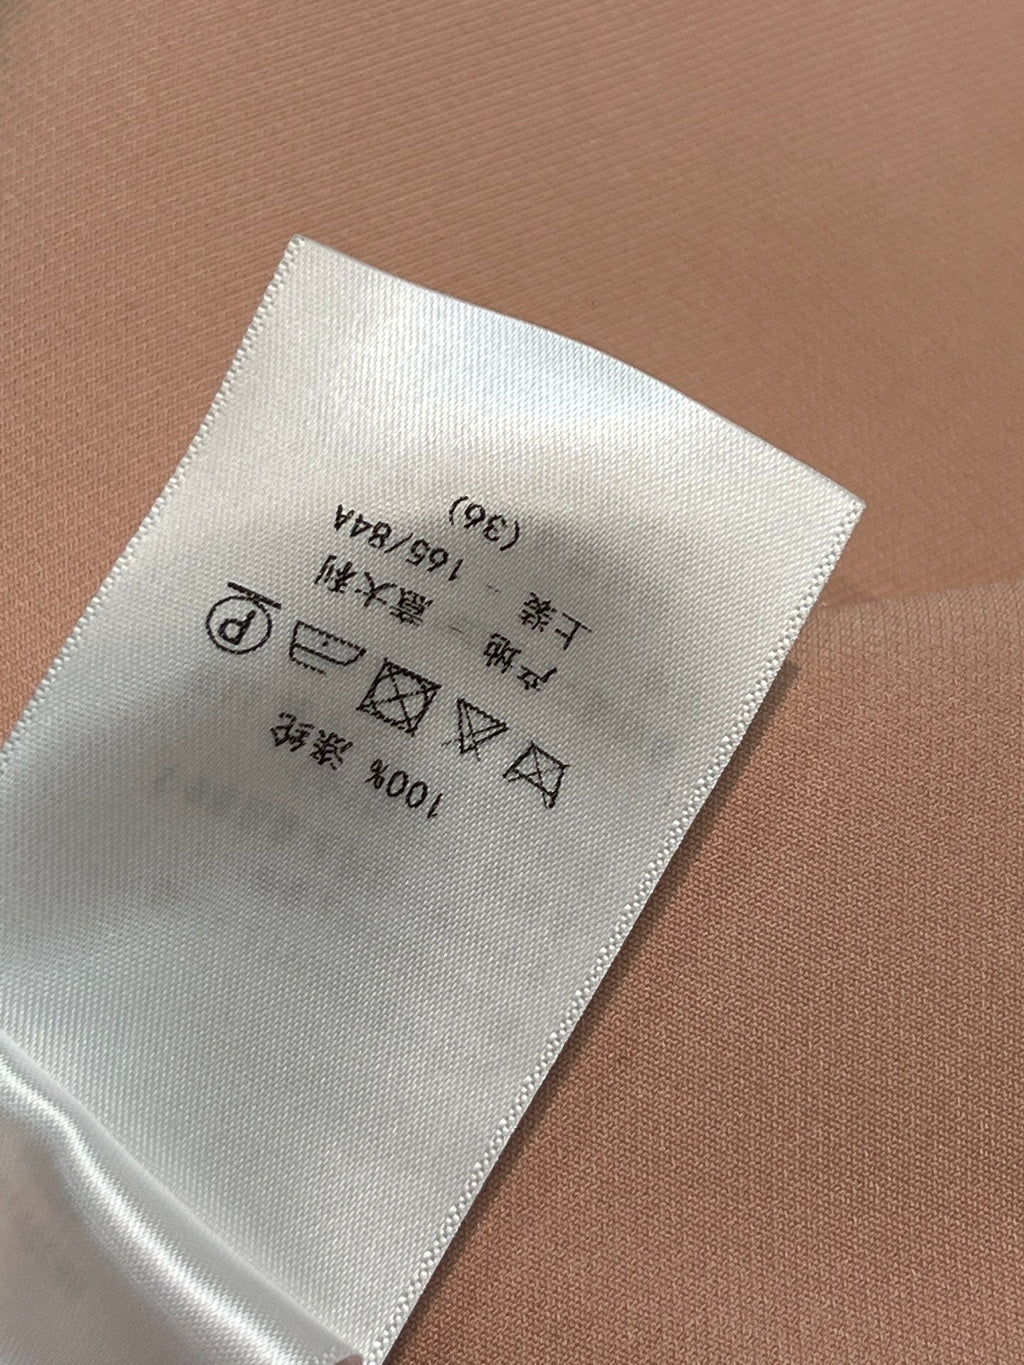 100% 涤纶
产地 - 意大利
上装 - 165/84A
(36)